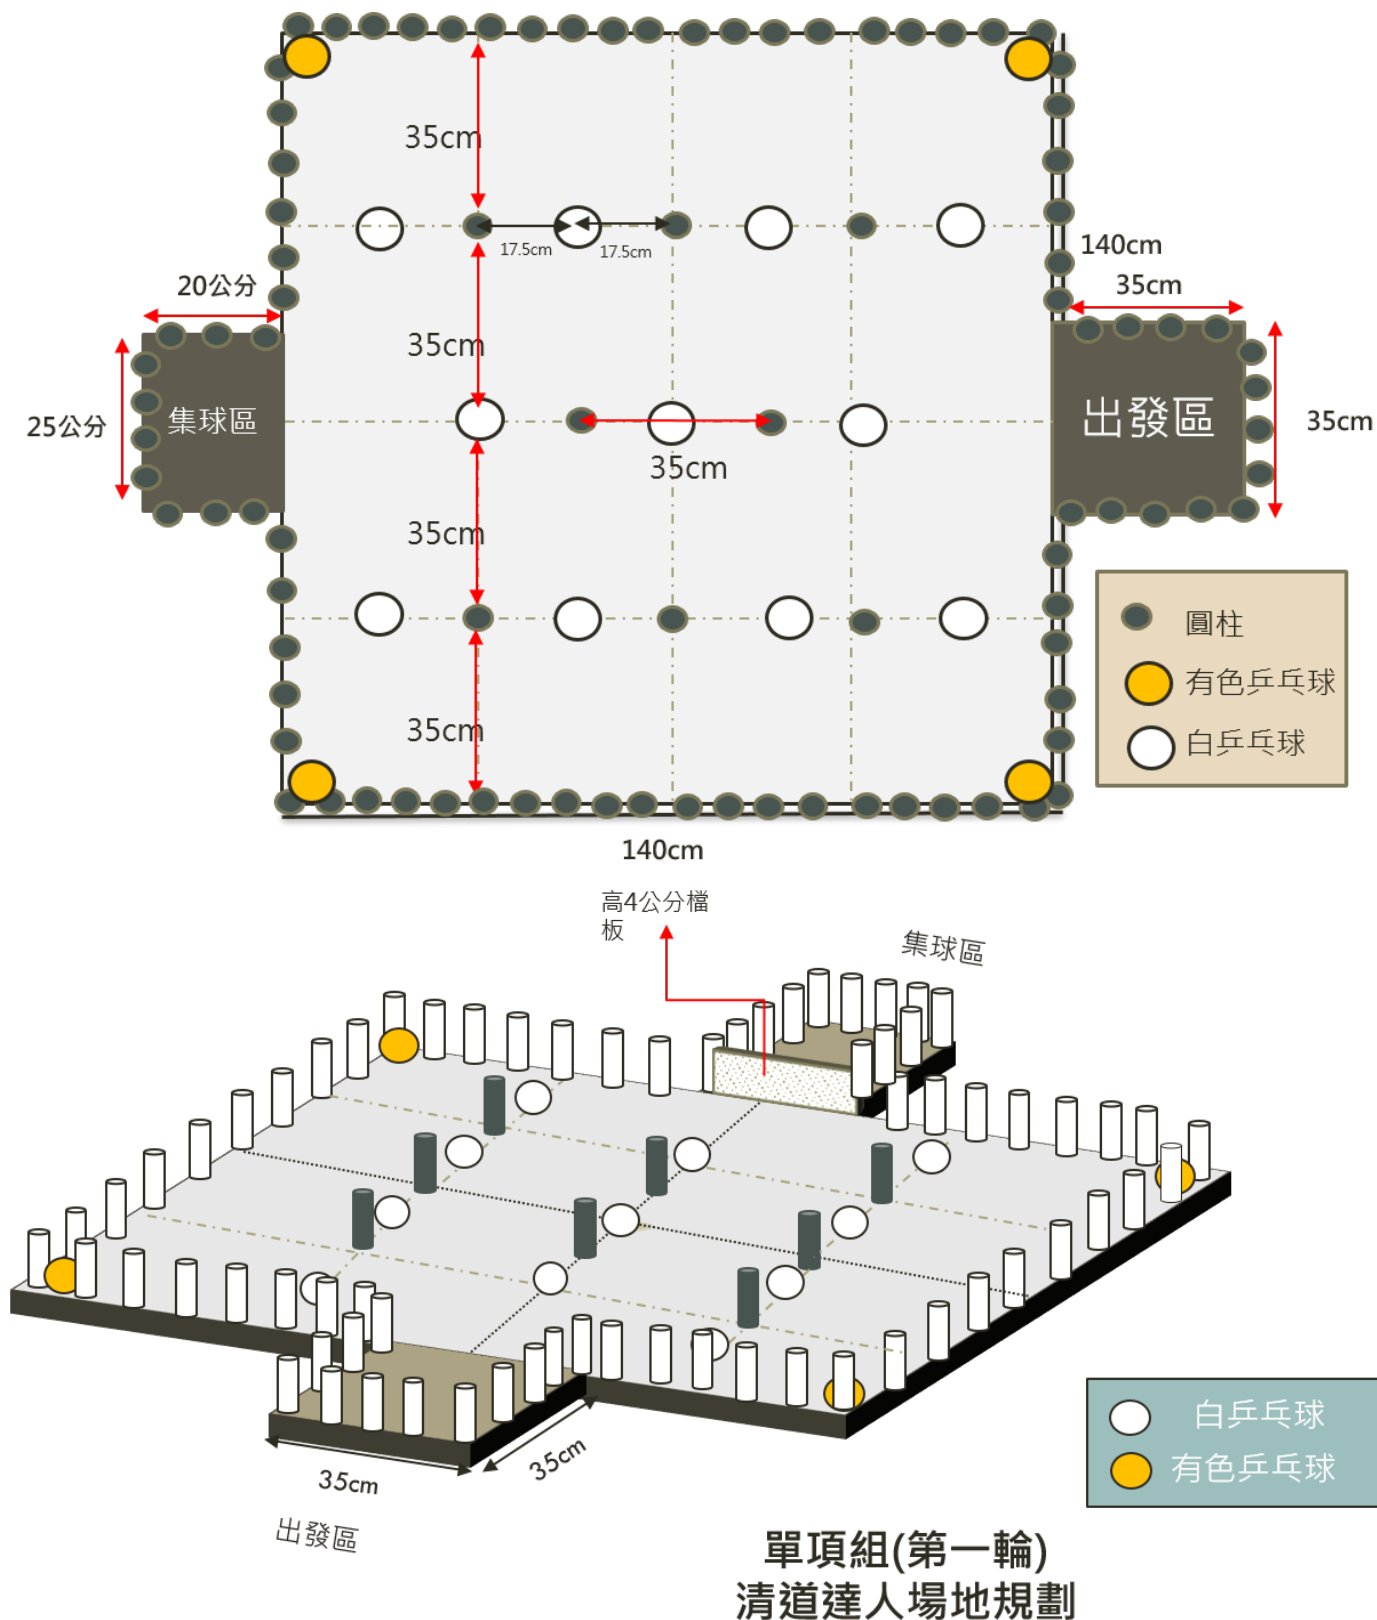 35cm
17.5cm
17.5cm
140cm
20公分
35cm
35cm
25公分
集球區
出發區
35cm
35cm
35cm
圓柱
有色乒乓球
35cm
白乒乓球
140cm
高4公分檔
板
集球區
白乒乓球
有色乒乓球
35cm
35cm
出發區
單項組(第一輪)
清道達人場地規劃